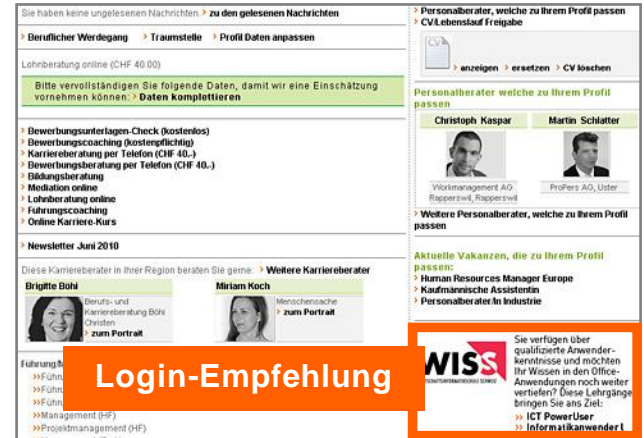 Sie haben keine ungelesenen Nachrichten. > zu den gelesenen Nachrichten
> Beruflicher Werdegang > Traumstelle > Profil Daten anpassen
Lohnberatung online (CHF 40.00)
Bitte vervollständigen Sie folgende Daten, damit wir eine Einschätzung
vornehmen können: > Daten komplettieren
> Bewerbungsunterlagen-Check (kostenlos)
> Bewerbungscoaching (kostenpflichtig)
> Karriereberatung per Telefon (CHF 40.-)
> Bewerbungsberatung per Telefon (CHF 40.-)
> Bildungsberatung
> Mediation online
> Lohnberatung online
> Führungscoaching
> Online Karriere-Kurs
> Newsletter Juni 2010
Diese Karriereberater in Ihrer Region beraten Sie gerne: > Weitere Karriereberater
Brigitte Böhi
Berufs- und
Karriereberatung Böhi
Christen
> zum Portrait
Miriam Koch
Menschensache
> zum Portrait
»Management (HF)
»Projektmanagement (HF)
Login-Empfehlung
> Personalberater, welche zu Ihrem Profil passen
> CV/Lebenslauf Freigabe
CV
> anzeigen > ersetzen > CV löschen
Personalberater welche zu Ihrem Profil
passen
Christoph Kaspar
Workmanagement AG
Rapperswil, Rapperswil
Martin Schlatter
ProPers AG, Uster
> Weitere Personalberater, welche zu Ihrem Profil
passen
Aktuelle Vakanzen, die zu Ihrem Profil
passen:
> Human Resources Manager Europe
> Kaufmännische Assistentin
> Personalberater/in Industrie
WISS
Sie verfügen über
qualifizierte Anwender-
kenntnisse und möchten
Ihr Wissen in den Office-
Anwendungen noch weiter
vertiefen? Diese Lehrgänge
bringen Sie ans Ziel:
» ICT PowerUser
» Informatikanwender I